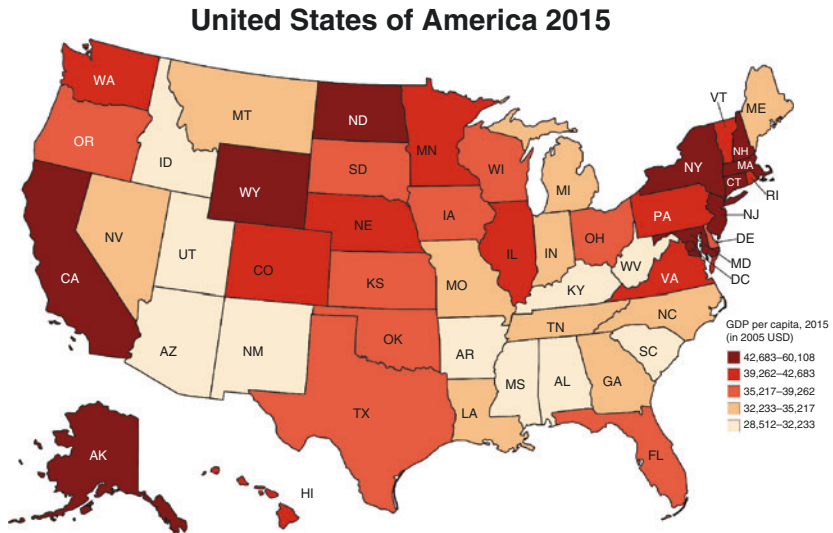 United States of America 2015
WA
MT
ND
MN
VT
ME
OR
ID
SD
WI
MI
NY
NH
MA
CT
RI
WY
NV
UT
NE
IA
IL
IN
OH
PA
NJ
DE
MD
DC
CA
CO
KS
MO
WV
VA
KY
NC
TN
AZ
NM
OK
AR
SC
MS
AL
GA
TX
LA
FL
AK
HI
GDP per capita, 2015
(in 2005 USD)
42,683–60,108
39,262–42,683
35,217–39,262
32,233–35,217
28,512–32,233